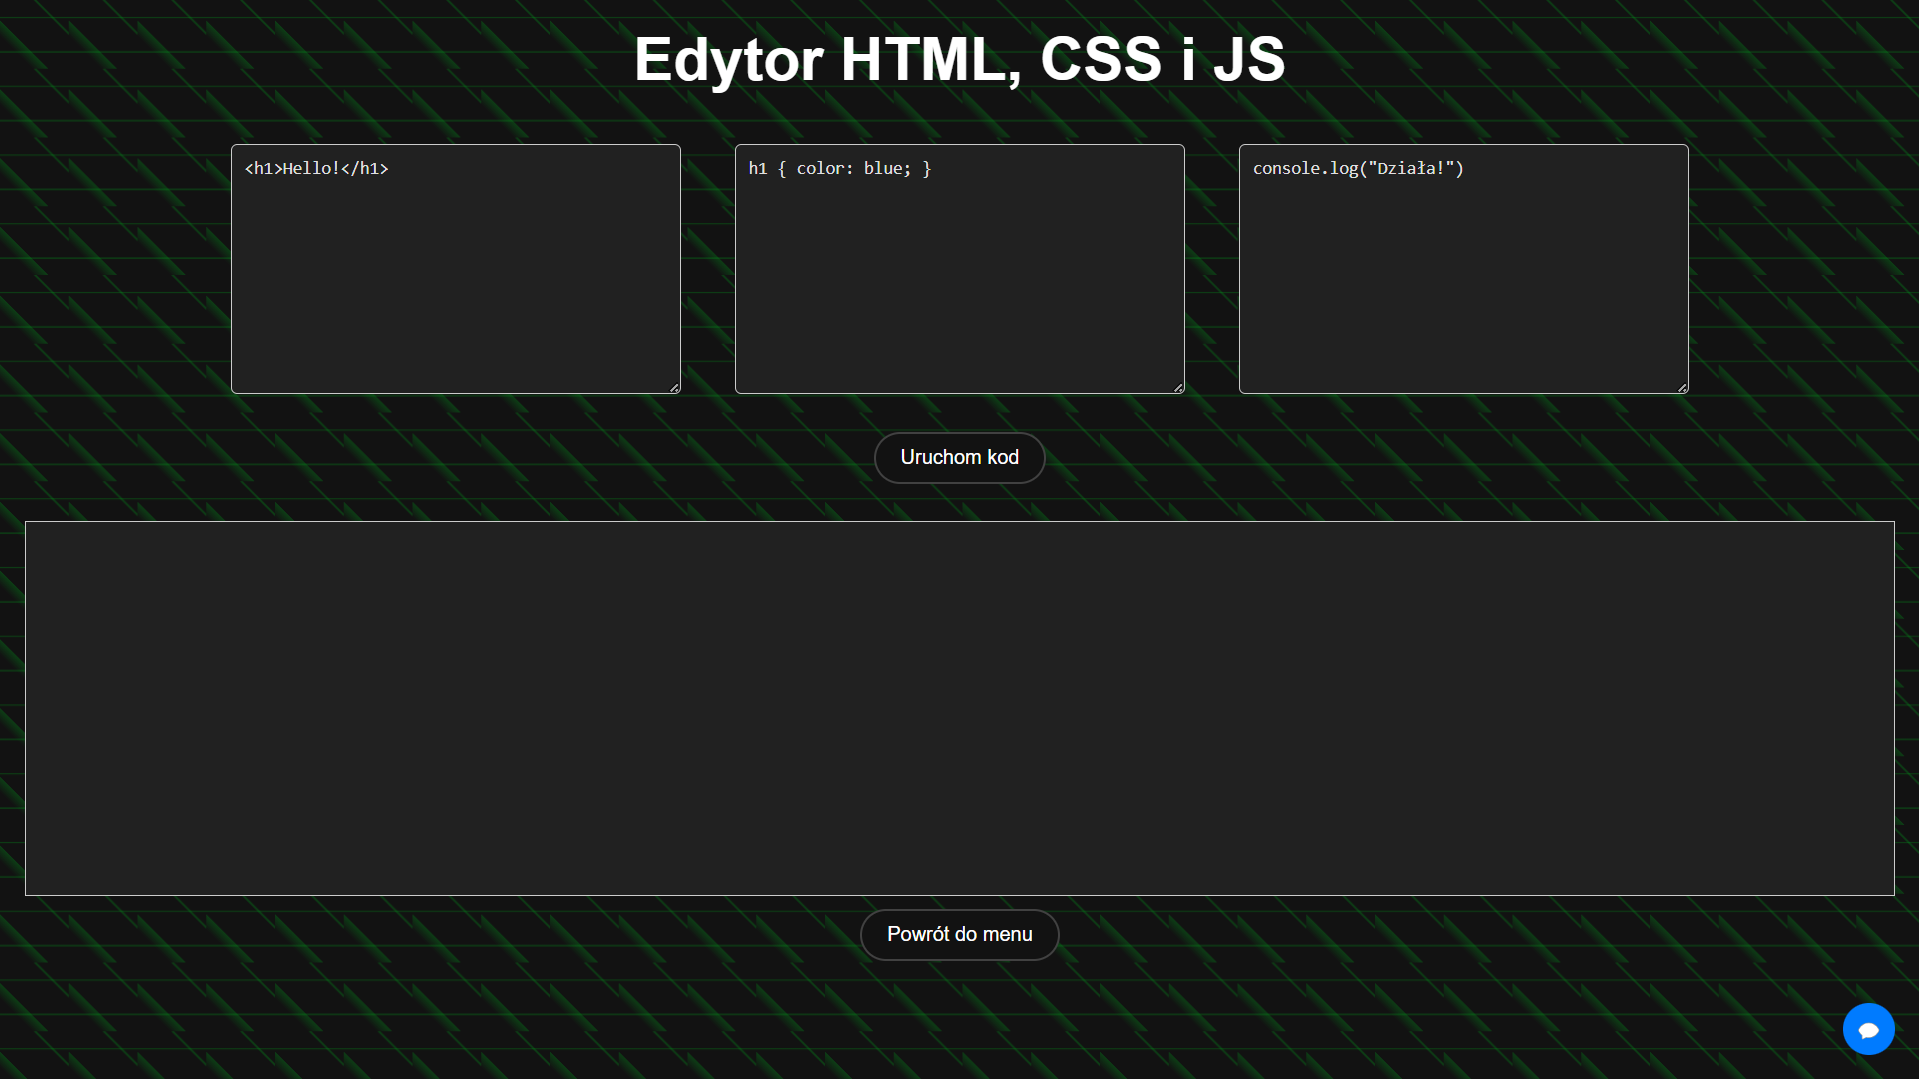 Edytor HTML, CSS i JS
<h1>Hello!</h1>
h1 { color: blue; }
console.log("Działa!")
Uruchom kod
Powrót do menu